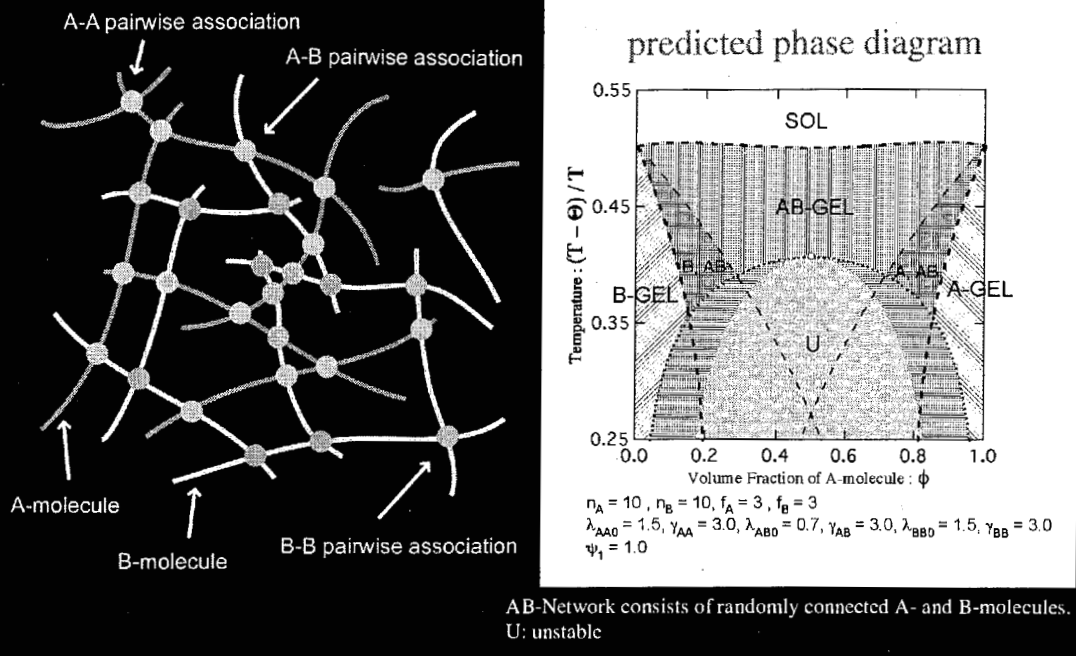 A-A pairwise association
A-B pairwise association
A-molecule
B-molecule
B-B pairwise association
predicted phase diagram
0.55
0.45
0.35
0.25
Temperature : (T − Θ) / T
SOL
AB-GEL
B, AB
A, AB
B-GEL
A-GEL
U
0.0 0.2 0.4 0.6 0.8 1.0
Volume Fraction of A-molecule : ϕ
n_A = 10 , n_B = 10, f_A = 3 , f_B = 3
λ_AA0 = 1.5, γ_AA = 3.0, λ_AB0 = 0.7, γ_AB = 3.0, λ_BB0 = 1.5, γ_BB = 3.0
ψ_1 = 1.0
AB-Network consists of randomly connected A- and B-molecules.
U: unstable